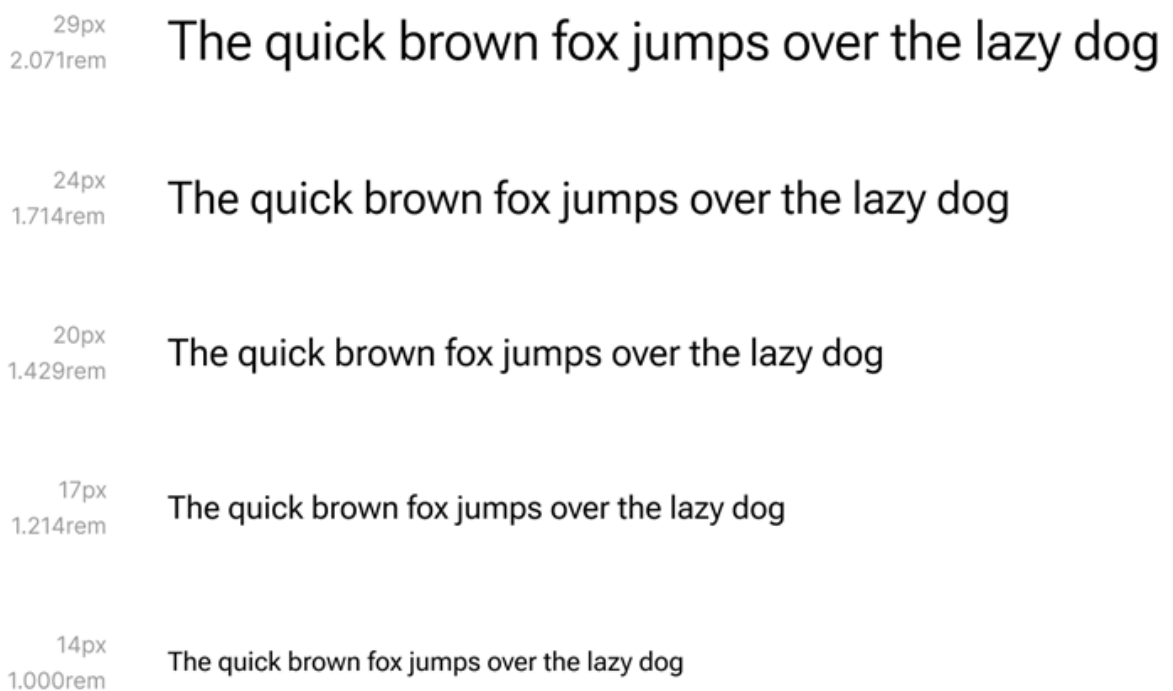 29px
2.071rem
The quick brown fox jumps over the lazy dog
24px
1.714rem
The quick brown fox jumps over the lazy dog
20px
1.429rem
The quick brown fox jumps over the lazy dog
17px
1.214rem
The quick brown fox jumps over the lazy dog
14px
1.000rem
The quick brown fox jumps over the lazy dog